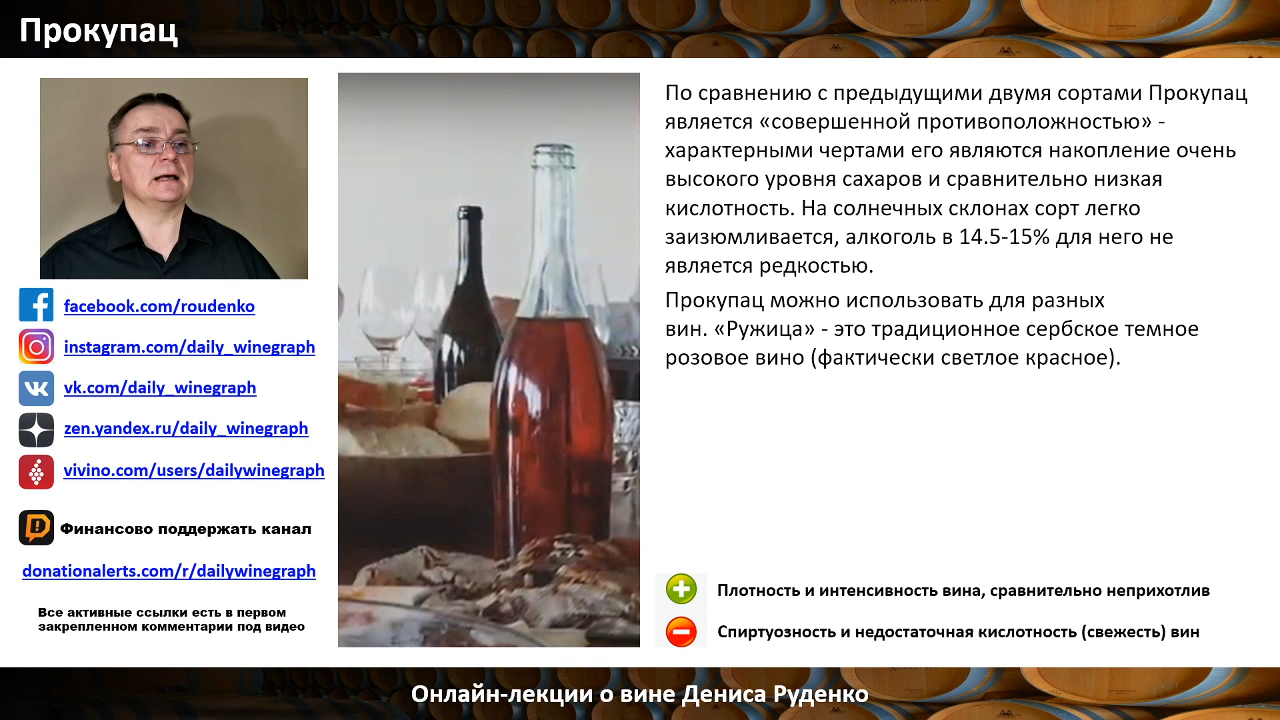 Прокупац
По сравнению с предыдущими двумя сортами Прокупац
является «совершенной противоположностью» -
характерными чертами его являются накопление очень
высокого уровня сахаров и сравнительно низкая
кислотность. На солнечных склонах сорт легко
заизюмливается, алкоголь в 14.5-15% для него не
является редкостью.
Прокупац можно использовать для разных
вин. «Ружица» - это традиционное сербское темное
розовое вино (фактически светлое красное).
facebook.com/roudenko
instagram.com/daily_winegraph
vk.com/daily_winegraph
zen.yandex.ru/daily_winegraph
vivino.com/users/dailywinegraph
Финансово поддержать канал
donationalerts.com/r/dailywinegraph
Все активные ссылки есть в первом
закрепленном комментарии под видео
Плотность и интенсивность вина, сравнительно неприхотлив
Спиртуозность и недостаточная кислотность (свежесть) вин
Онлайн-лекции о вине Дениса Руденко